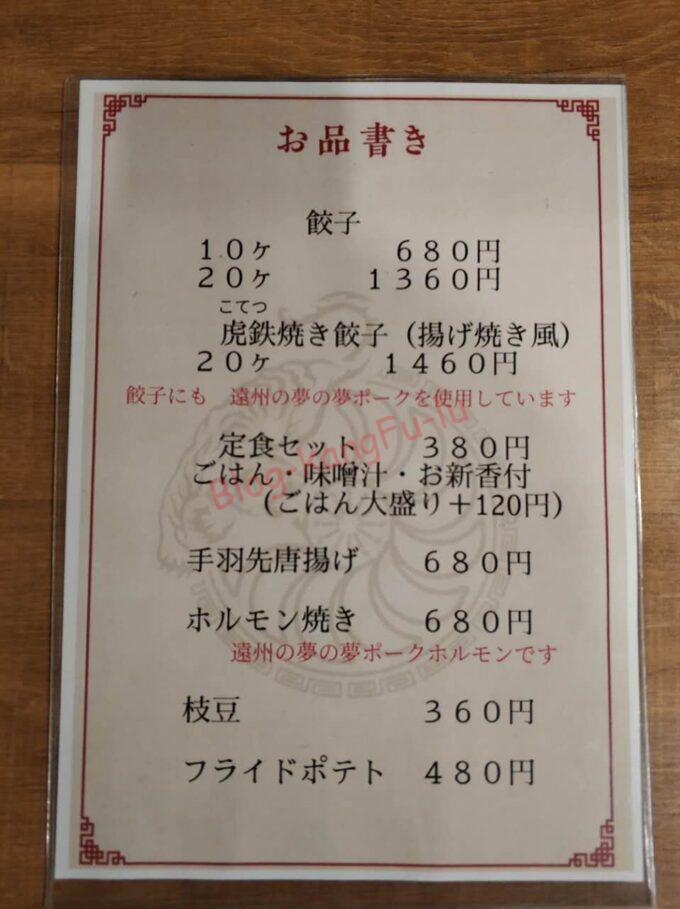 お品書き
餃子
10ヶ 680円
20ヶ 1360円
こてつ
虎鉄焼き餃子(揚げ焼き風)
20ヶ 1460円
餃子にも 遠州の夢の夢ポークを使用しています
定食セット 380円
ごはん・味噌汁・お新香付
(ごはん大盛り+120円)
手羽先唐揚げ 680円
ホルモン焼き 680円
遠州の夢の夢ポークホルモンです
枝豆 360円
フライドポテト 480円
Blog-KongFu-lu